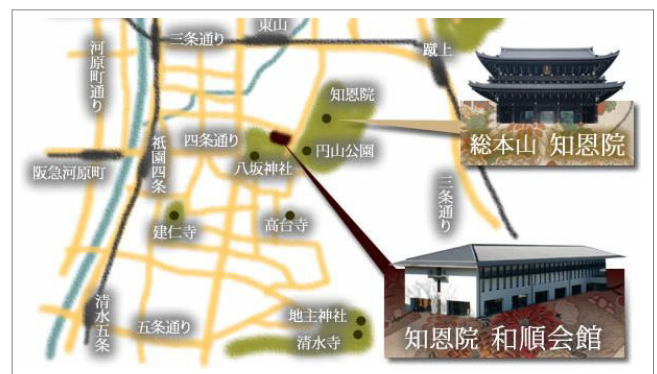 三条通り
東山
蹴上
河原町通り
知恩院
総本山 知恩院
四条通り
祇園四条
円山公園
八坂神社
阪急河原町
三条通り
建仁寺
高台寺
清水五条
五条通り
地主神社
清水寺
知恩院 和順会館